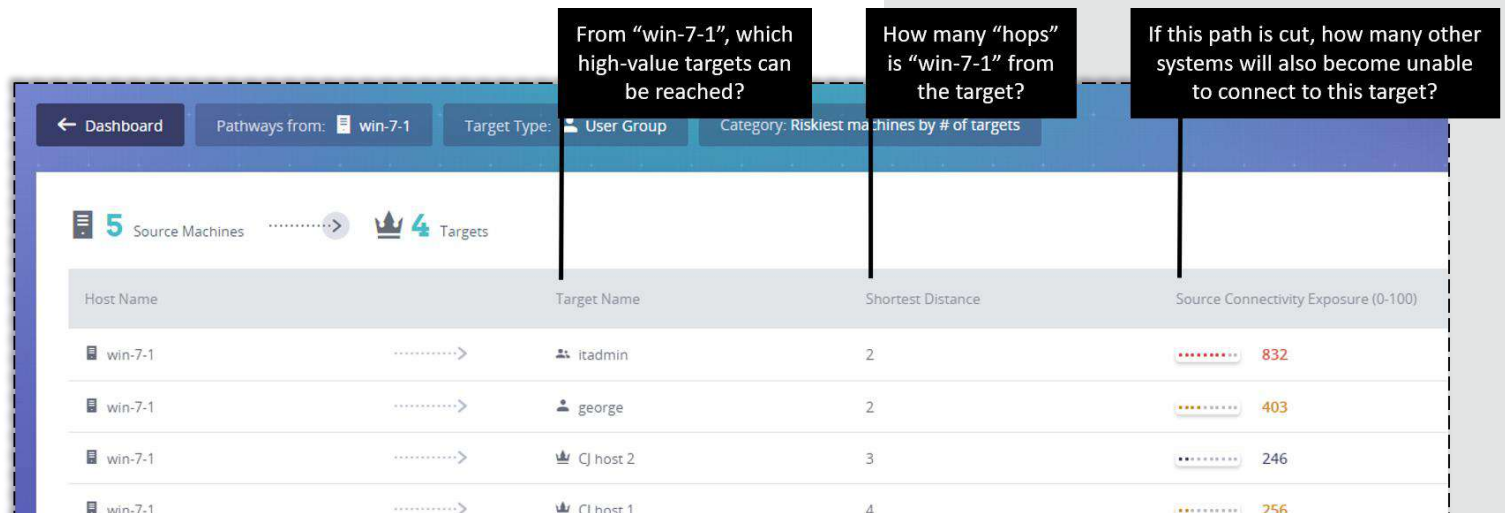 From “win-7-1”, which
high-value targets can
be reached?
How many “hops”
is “win-7-1” from
the target?
If this path is cut, how many other
systems will also become unable
to connect to this target?
← Dashboard
Pathways from: win-7-1
Target Type: User Group
Category: Riskiest machines by # of targets
5 Source Machines
4 Targets
Host Name Target Name Shortest Distance Source Connectivity Exposure (0-100)
win-7-1 itadmin 2 832
win-7-1 george 2 403
win-7-1 CJ host 2 3 246
win-7-1 CJ host 1 4 256